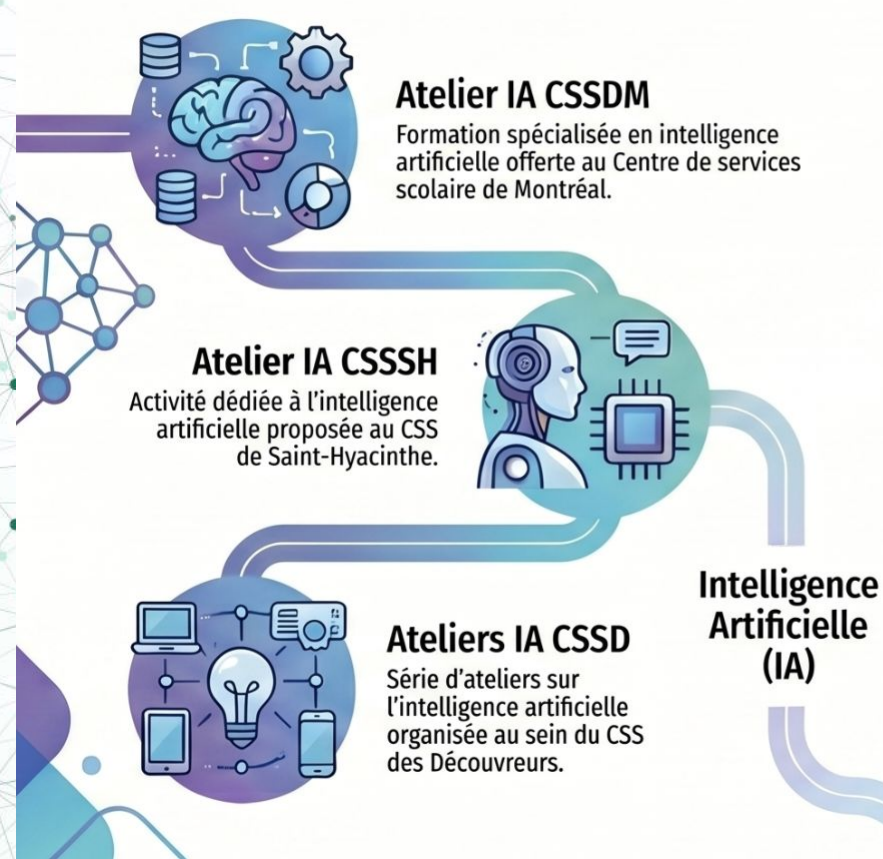 Atelier IA CSSDM
Formation spécialisée en intelligence
artificielle offerte au Centre de services
scolaire de Montréal.
Atelier IA CSSSH
Activité dédiée à l'intelligence
artificielle proposée au CSS
de Saint-Hyacinthe.
Intelligence
Artificielle
(IA)
Ateliers IA CSSD
Série d'ateliers sur
l'intelligence artificielle
organisée au sein du CSS
des Découvreurs.